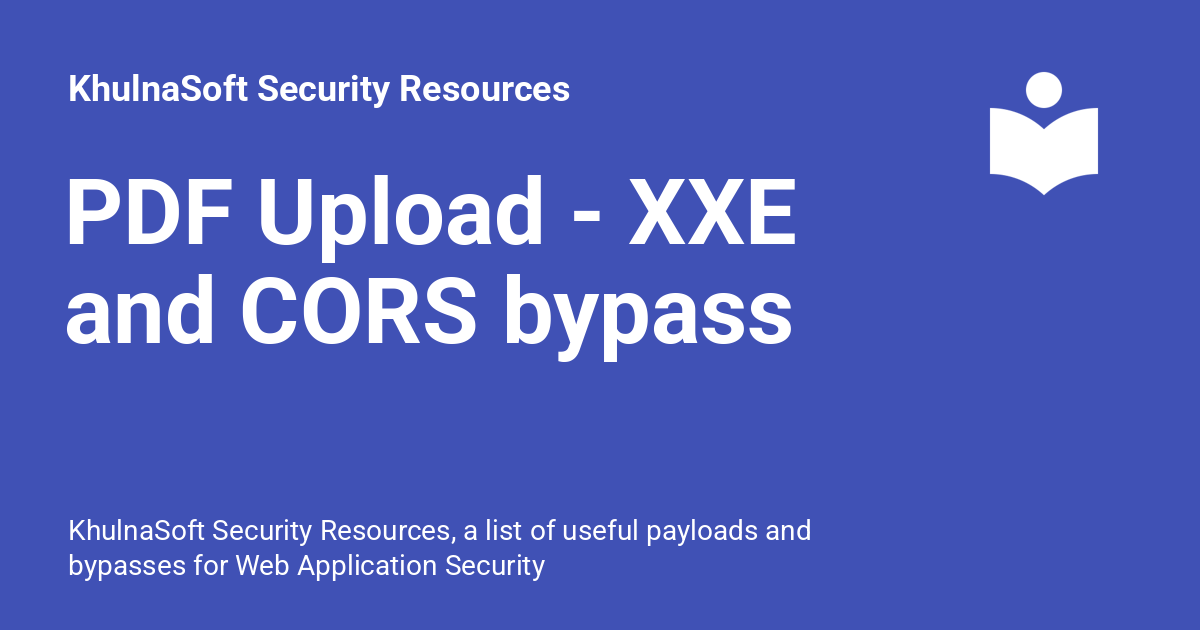 KhulnaSoft Security Resources
PDF Upload - XXE
and CORS bypass
KhulnaSoft Security Resources, a list of useful payloads and
bypasses for Web Application Security